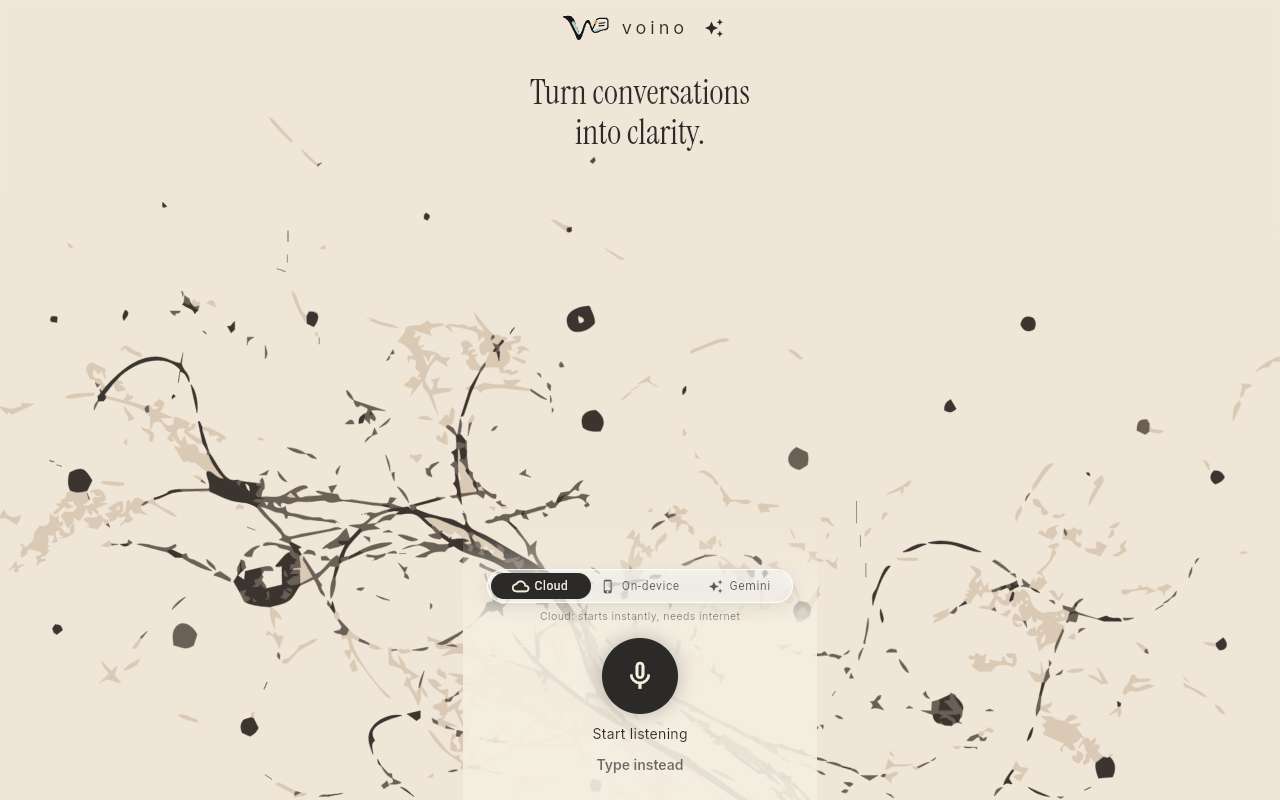 voino
Turn conversations
into clarity.
Cloud On-device Gemini
Cloud: starts instantly, needs internet
Start listening
Type instead